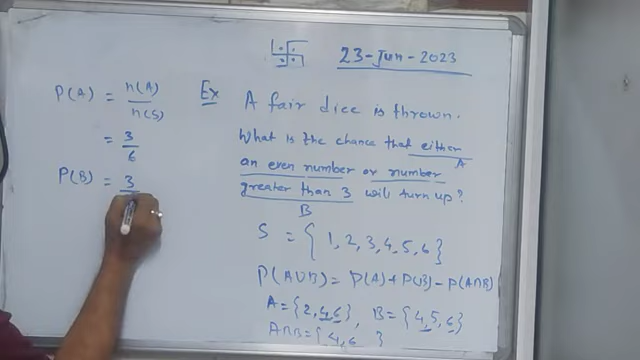 23-Jun-2023
P(A) = n(A)/n(S)
= 3/6
P(B) = 3
Ex A fair dice is thrown.
What is the chance that either
A
an even number or number
greater than 3 will turn up?
B
S = {1, 2, 3, 4, 5, 6}
P(A∪B) = P(A) + P(B) - P(A∩B)
A = {2, 4, 6}, B = {4, 5, 6}
A∩B = {4, 6 }